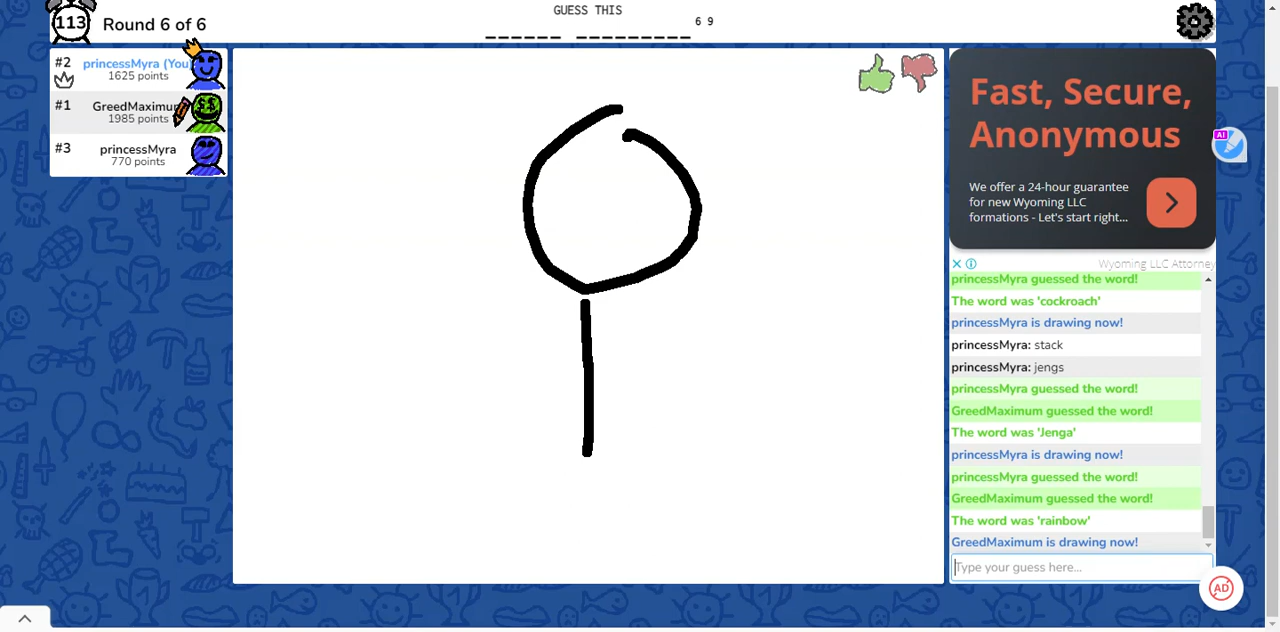 113
Round 6 of 6
GUESS THIS
______ _________ 6 9
#2 princessMyra (You)
1625 points
#1 GreedMaximum
1985 points
#3 princessMyra
770 points
Fast, Secure,
Anonymous
We offer a 24-hour guarantee
for new Wyoming LLC
formations - Let's start right...
Wyoming LLC Attorney
AI
princessMyra guessed the word!
The word was 'cockroach'
princessMyra is drawing now!
princessMyra: stack
princessMyra: jengs
princessMyra guessed the word!
GreedMaximum guessed the word!
The word was 'Jenga'
princessMyra is drawing now!
princessMyra guessed the word!
GreedMaximum guessed the word!
The word was 'rainbow'
GreedMaximum is drawing now!
Type your guess here...
AD